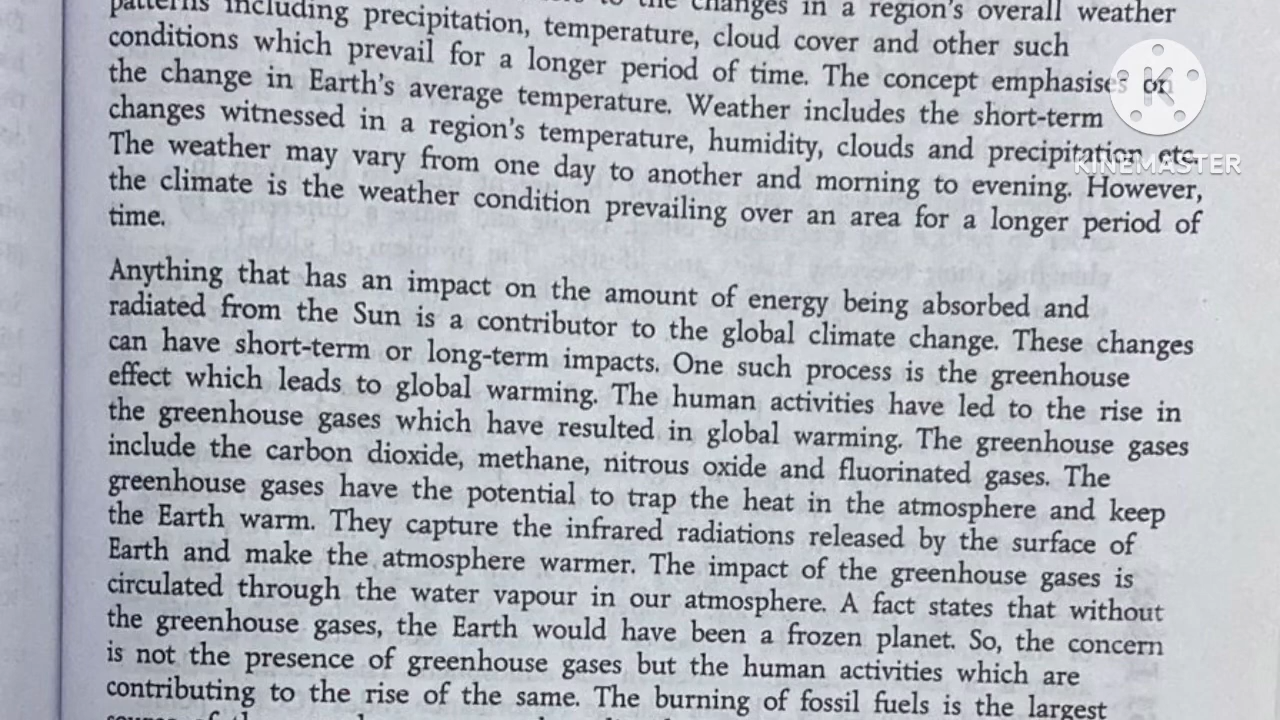 patterns including precipitation, temperature, cloud cover and other such
the changes in a region's overall weather
conditions which prevail for a longer period of time. The concept emphasises on
the change in Earth's average temperature. Weather includes the short-term
changes witnessed in a region's temperature, humidity, clouds and precipitation etc.
The weather may vary from one day to another and morning to evening. However,
the climate is the weather condition prevailing over an area for a longer period of
time.
Anything that has an impact on the amount of energy being absorbed and
radiated from the Sun is a contributor to the global climate change. These changes
can have short-term or long-term impacts. One such process is the greenhouse
effect which leads to global warming. The human activities have led to the rise in
the greenhouse gases which have resulted in global warming. The greenhouse gases
include the carbon dioxide, methane, nitrous oxide and fluorinated gases. The
greenhouse gases have the potential to trap the heat in the atmosphere and keep
the Earth warm. They capture the infrared radiations released by the surface of
Earth and make the atmosphere warmer. The impact of the greenhouse gases is
circulated through the water vapour in our atmosphere. A fact states that without
the greenhouse gases, the Earth would have been a frozen planet. So, the concern
is not the presence of greenhouse gases but the human activities which are
contributing to the rise of the same. The burning of fossil fuels is the largest
K
KINEMASTER